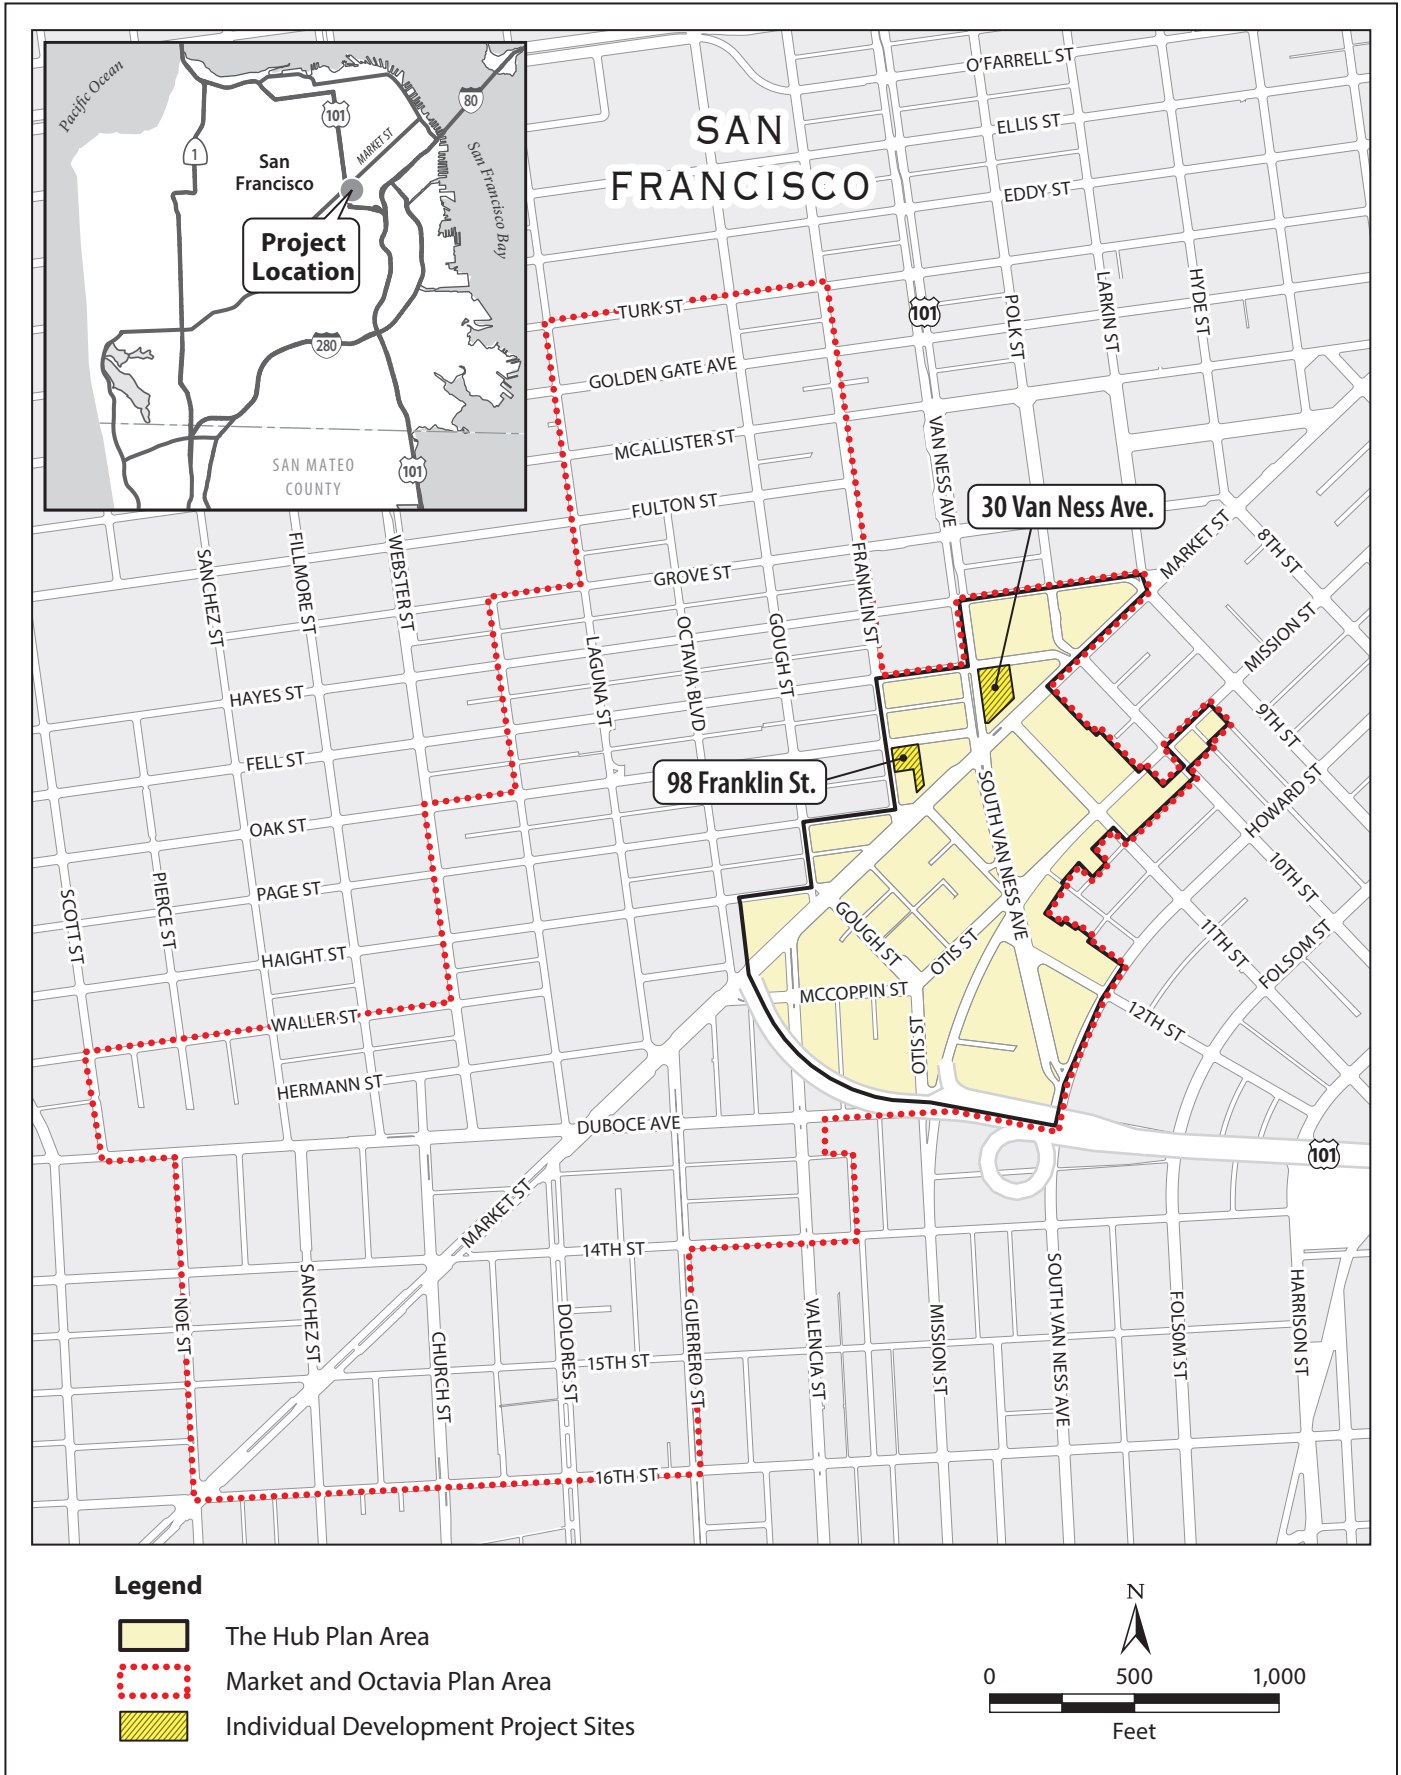 Pacific Ocean
101
80
1
MARKET ST
San
Francisco
San Francisco Bay
Project
Location
280
SAN MATEO
COUNTY
101
SAN
FRANCISCO
O'FARRELL ST
ELLIS ST
EDDY ST
TURK ST
101
POLK ST
LARKIN ST
HYDE ST
GOLDEN GATE AVE
MCALLISTER ST
VAN NESS AVE
FULTON ST
30 Van Ness Ave.
MARKET ST
8TH ST
SANCHEZ ST
FILLMORE ST
WEBSTER ST
FRANKLIN ST
GROVE ST
MISSION ST
LAGUNA ST
OCTAVIA BLVD
GOUGH ST
HAYES ST
9TH ST
FELL ST
98 Franklin St.
SOUTH VAN NESS AVE
HOWARD ST
OAK ST
10TH ST
SCOTT ST
PIERCE ST
PAGE ST
GOUGH ST
OTIS ST
11TH ST
FOLSOM ST
HAIGHT ST
MCCOPPIN ST
WALLER ST
OTIS ST
12TH ST
HERMANN ST
DUBOCE AVE
101
MARKET ST
14TH ST
NOE ST
SANCHEZ ST
CHURCH ST
DOLORES ST
GUERRERO ST
VALENCIA ST
MISSION ST
SOUTH VAN NESS AVE
FOLSOM ST
HARRISON ST
15TH ST
16TH ST
Legend
The Hub Plan Area
Market and Octavia Plan Area
Individual Development Project Sites
N
0 500 1,000
Feet